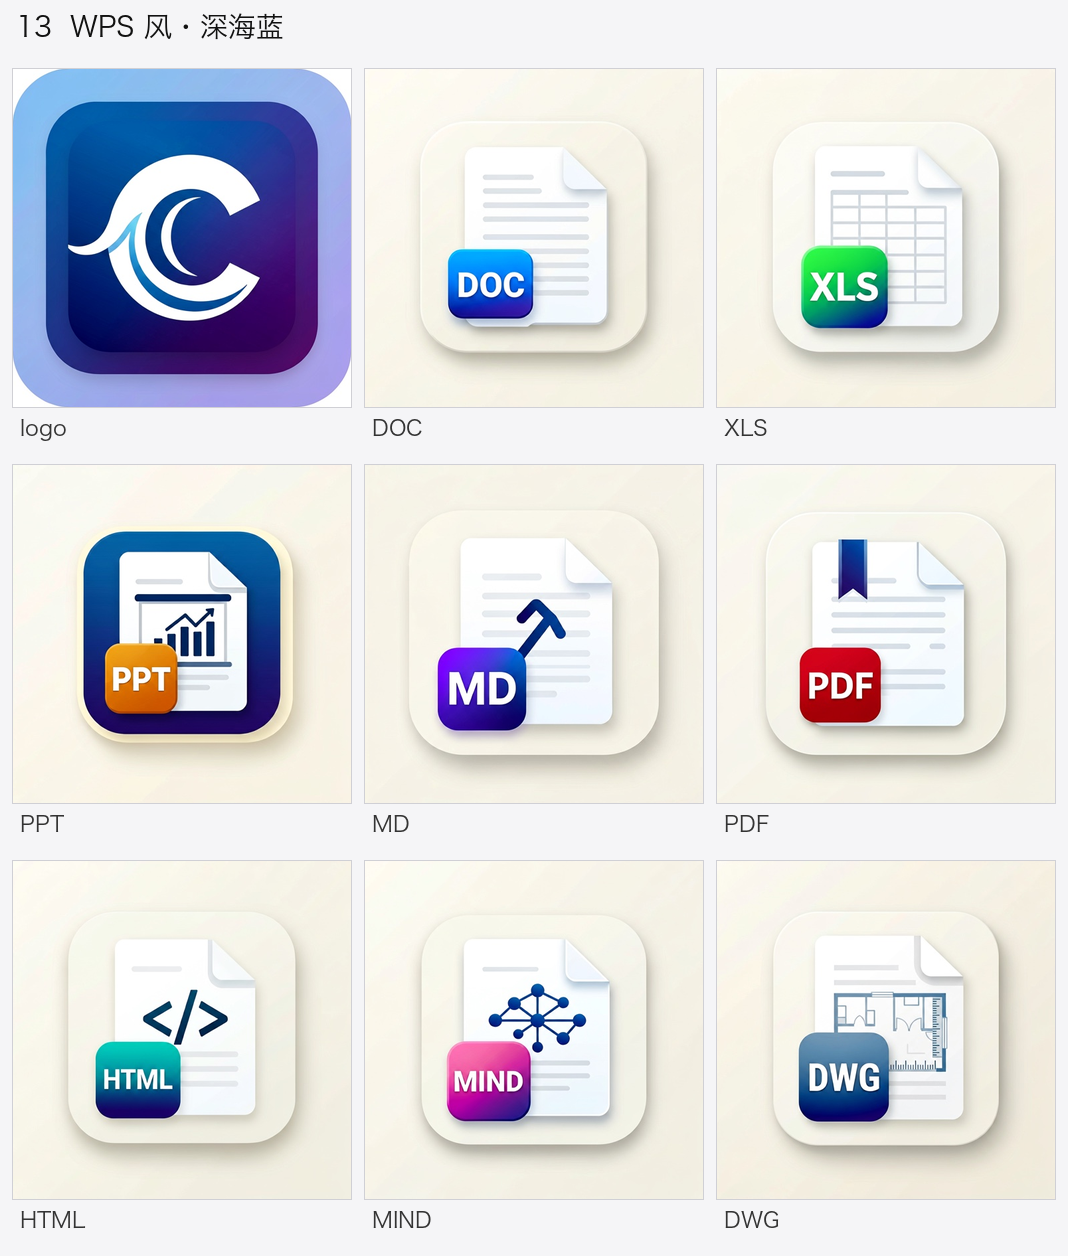 13 WPS 风·深海蓝
logo
DOC
DOC
XLS
XLS
PPT
PPT
MD
MD
PDF
PDF
</>
HTML
HTML
MIND
MIND
DWG
DWG